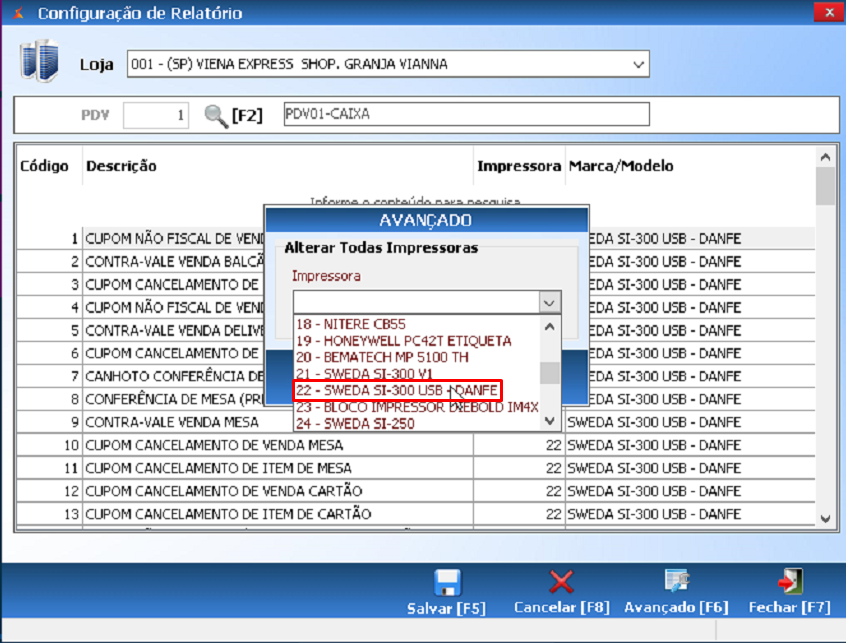 Configuração de Relatório
Loja 001 - (SP) VIENA EXPRESS SHOP. GRANJA VIANNA
PDV 1 [F2] PDV01-CAIXA
Código Descrição Impressora Marca/Modelo
Informe o conteúdo para pesquisa
1 CUPOM NÃO FISCAL DE SWEDA SI-300 USB - DANFE
2 CONTRA-VALE VENDA SWEDA SI-300 USB - DANFE
3 CUPOM CANCELAMENTO DE SWEDA SI-300 USB - DANFE
4 CUPOM NÃO FISCAL DE SWEDA SI-300 USB - DANFE
5 CONTRA-VALE VENDA SWEDA SI-300 USB - DANFE
6 CUPOM CANCELAMENTO DE SWEDA SI-300 USB - DANFE
7 CANHOTO CONFERÊNCIA DE SWEDA SI-300 USB - DANFE
8 CONFERÊNCIA DE MESA SWEDA SI-300 USB - DANFE
9 CONTRA-VALE VENDA MESA SWEDA SI-300 USB - DANFE
10 CUPOM CANCELAMENTO DE VENDA MESA 22 SWEDA SI-300 USB - DANFE
11 CUPOM CANCELAMENTO DE ITEM DE MESA 22 SWEDA SI-300 USB - DANFE
12 CUPOM CANCELAMENTO DE VENDA CARTÃO 22 SWEDA SI-300 USB - DANFE
13 CUPOM CANCELAMENTO DE ITEM DE CARTÃO 22 SWEDA SI-300 USB - DANFE
AVANÇADO
Alterar Todas Impressoras
Impressora
18 - NITERE CB55
19 - HONEYWELL PC42T ETIQUETA
20 - BEMATECH MP 5100 TH
21 - SWEDA SI-300 V1
22 - SWEDA SI-300 USB - DANFE
23 - BLOCO IMPRESSOR DIEBOLD IM4X
24 - SWEDA SI-250
Salvar [F5] Cancelar [F8] Avançado [F6] Fechar [F7]